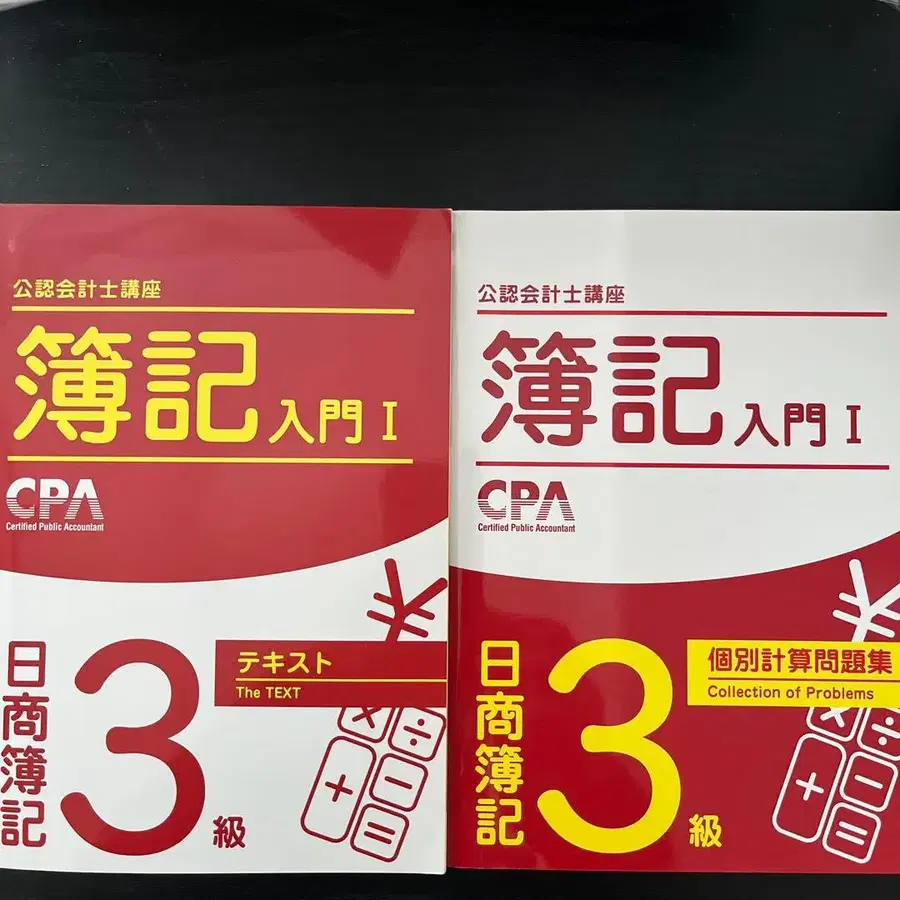 公認会計士講座
簿記 入門 I
CPA
Certified Public Accountant
日商簿記
3級
テキスト
The TEXT
公認会計士講座
簿記 入門 I
CPA
Certified Public Accountant
日商簿記
3級
個別計算問題集
Collection of Problems